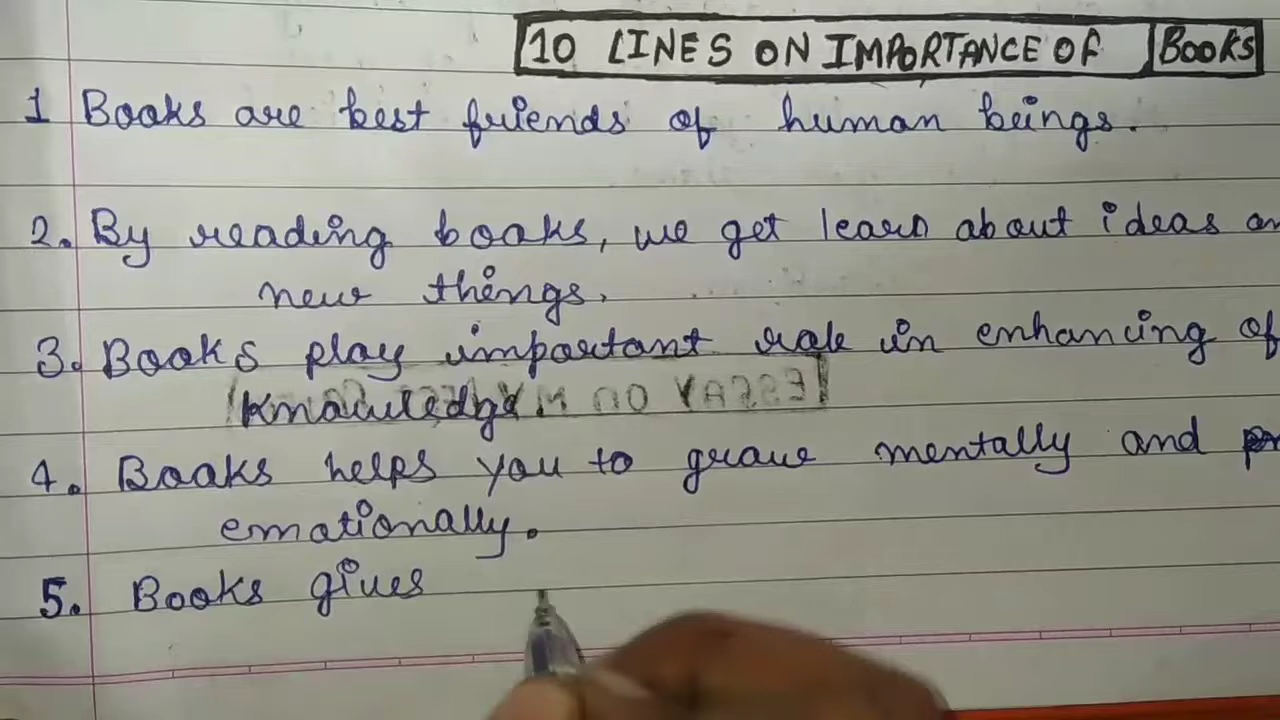 10 LINES ON IMPORTANCE OF BOOKS
1 Books are best friends of human beings.
2. By reading books, we get learn about ideas an
new things.
3. Books play important role in enhancing of
Knowledge
4. Books helps you to grow mentally and
emotionally.
5. Books gives